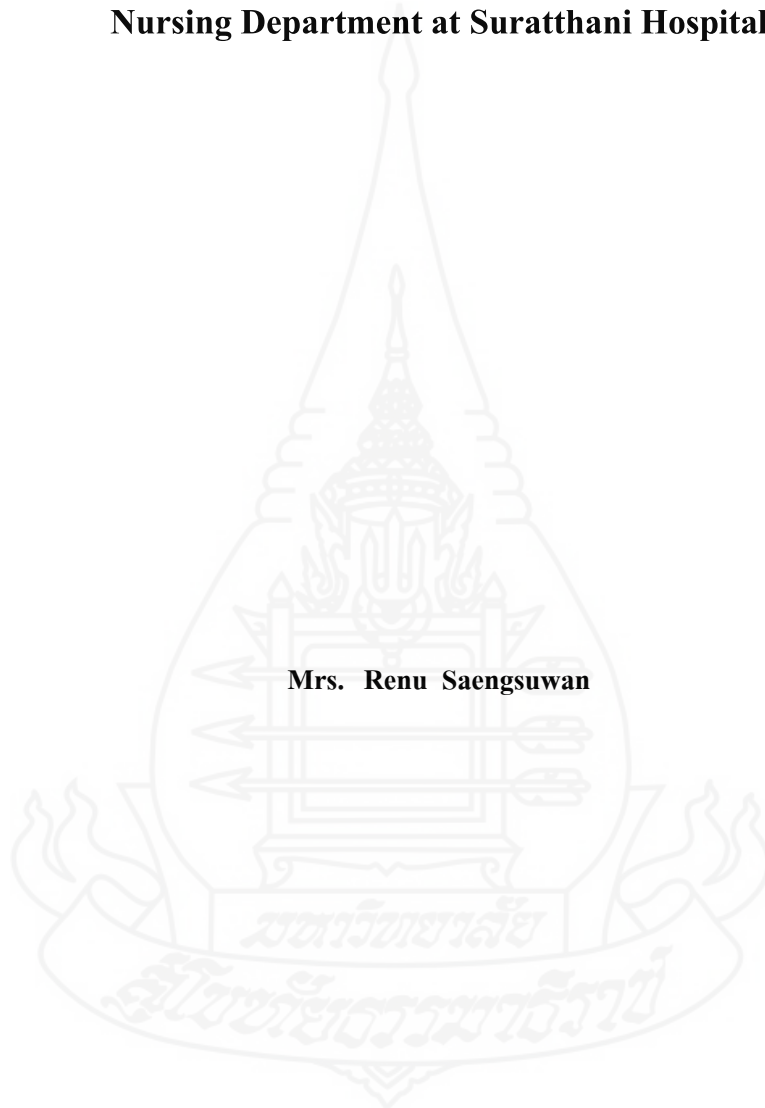 Nursing Department at Suratthani Hospital
Mrs. Renu Saengsuwan
มหาวิทยาลัย
สุโขทัยธรรมาธิราช